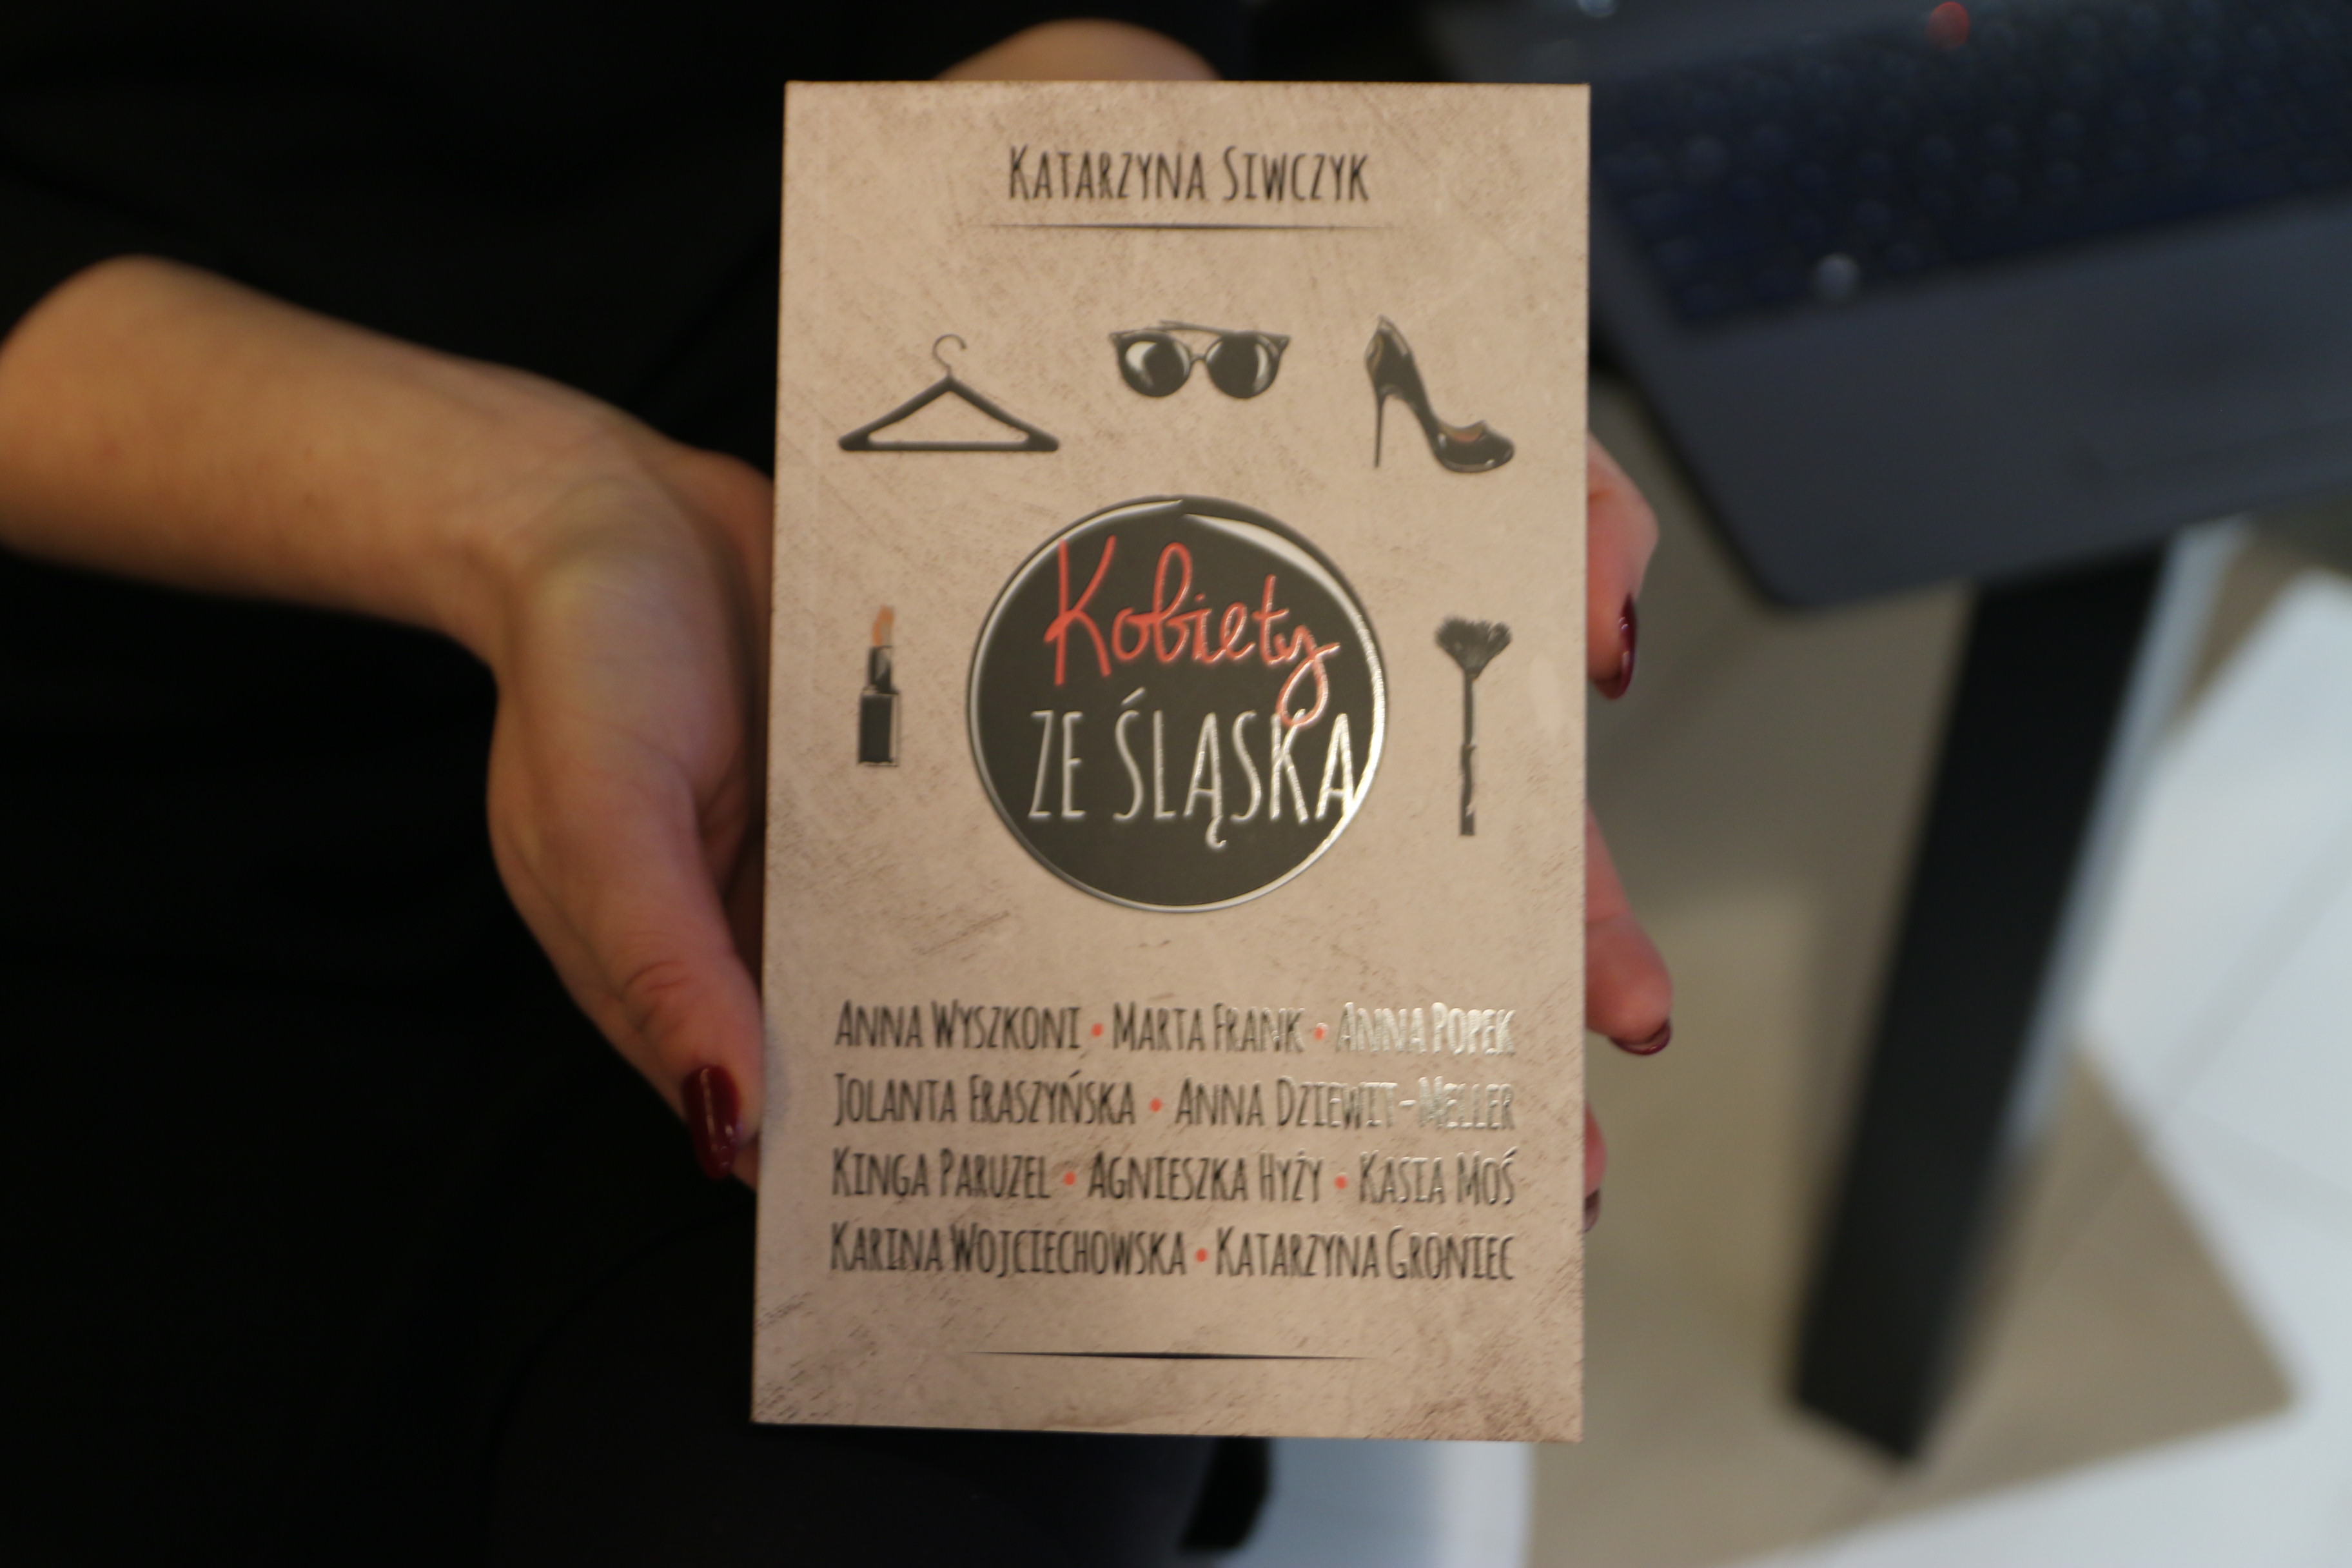 KATARZYNA SIWCZYK
Kobiety
ZE ŚLĄSKA
ANNA WYSZKONI • MARTA FRANK • ANNA POPEK
JOLANTA FRASZYŃSKA • ANNA DZIEWIT-MELLER
KINGA PARUZEL • AGNIESZKA HYŻY • KASIA MOŚ
KARINA WOJCIECHOWSKA • KATARZYNA GRONIEC